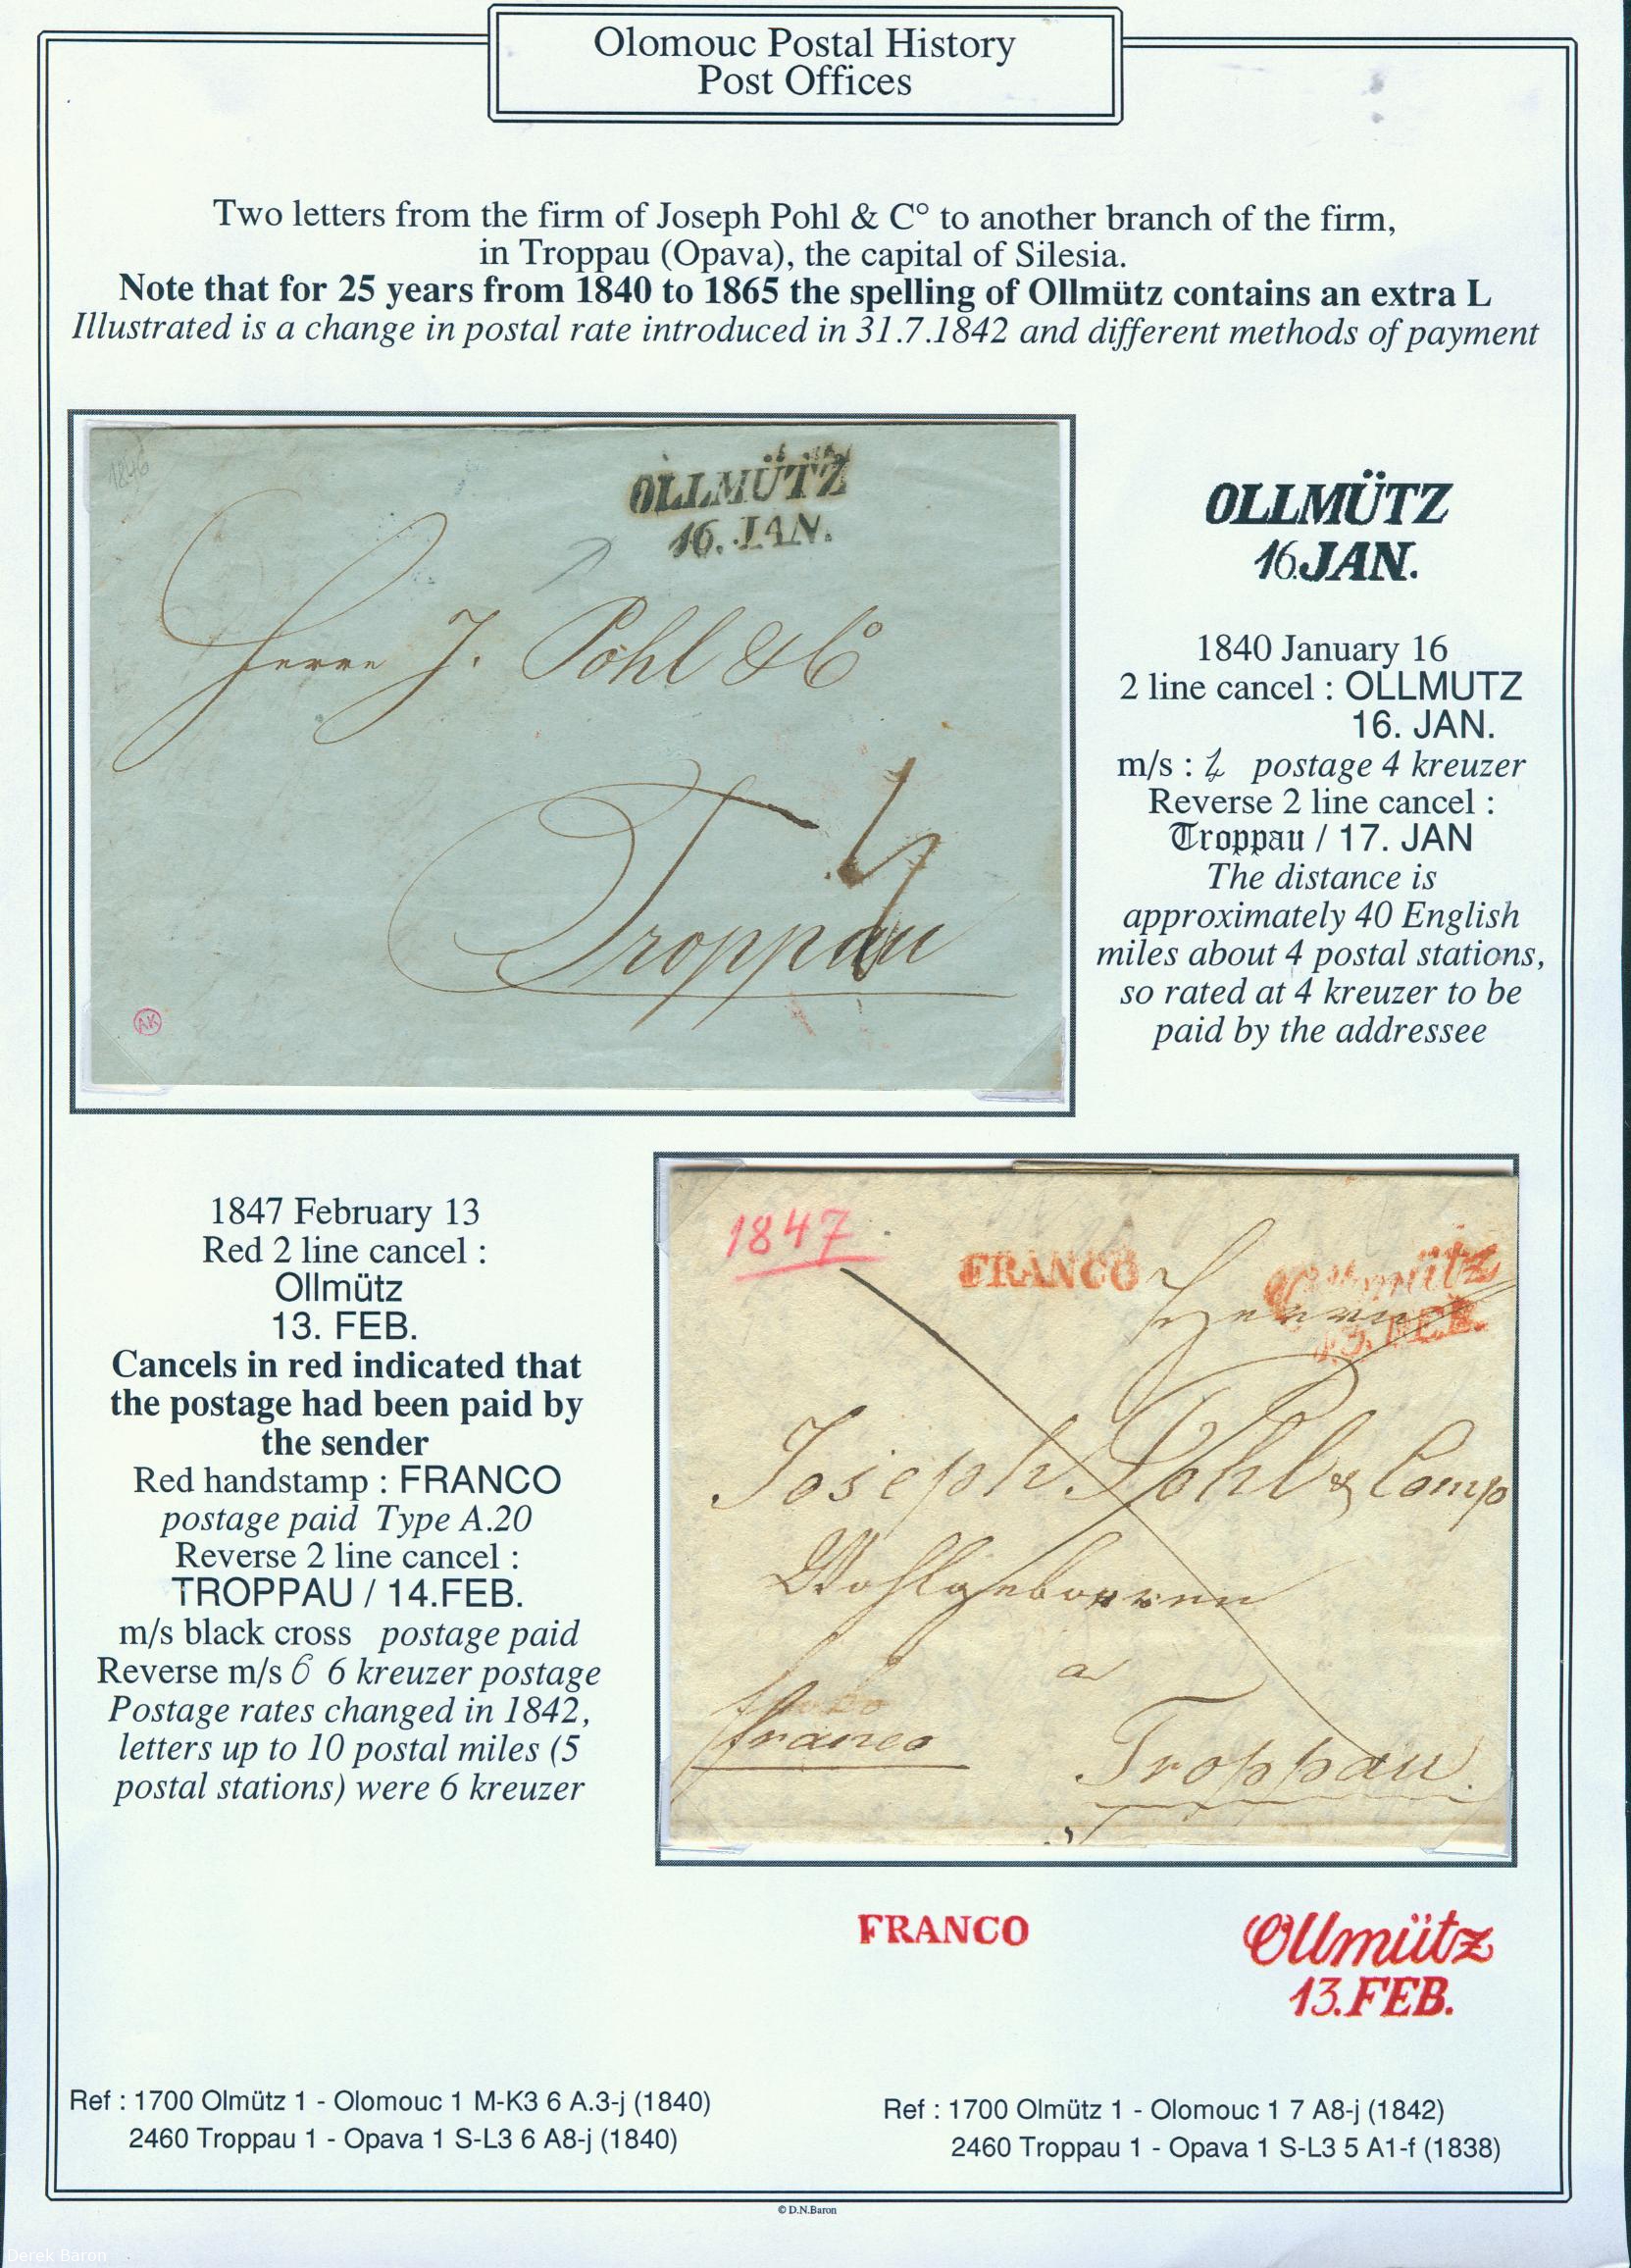 Olomouc Postal History
Post Offices
Two letters from the firm of Joseph Pohl & C° to another branch of the firm,
in Troppau (Opava), the capital of Silesia.
Note that for 25 years from 1840 to 1865 the spelling of Ollmütz contains an extra L
Illustrated is a change in postal rate introduced in 31.7.1842 and different methods of payment
1846
OLLMÜTZ
16. JAN.
Herrn J. Pohl & C°
4
Troppau
AK
OLLMÜTZ
16.JAN.
1840 January 16
2 line cancel : OLLMUTZ
16. JAN.
m/s : 4 postage 4 kreuzer
Reverse 2 line cancel :
Troppau / 17. JAN
The distance is
approximately 40 English
miles about 4 postal stations,
so rated at 4 kreuzer to be
paid by the addressee
1847 February 13
Red 2 line cancel :
Ollmütz
13. FEB.
Cancels in red indicated that
the postage had been paid by
the sender
Red handstamp : FRANCO
postage paid Type A.20
Reverse 2 line cancel :
TROPPAU / 14.FEB.
m/s black cross postage paid
Reverse m/s 6 6 kreuzer postage
Postage rates changed in 1842,
letters up to 10 postal miles (5
postal stations) were 6 kreuzer
1847
FRANCO
Ollmütz
13. FEB.
Herrn
Joseph Pohl & Comp
Wohlgeborren
a
franco
Troppau.
FRANCO
Ollmütz
13.FEB.
Ref : 1700 Olmütz 1 - Olomouc 1 M-K3 6 A.3-j (1840)
2460 Troppau 1 - Opava 1 S-L3 6 A8-j (1840)
Ref : 1700 Olmütz 1 - Olomouc 1 7 A8-j (1842)
2460 Troppau 1 - Opava 1 S-L3 5 A1-f (1838)
© D.N.Baron
Derek Baron